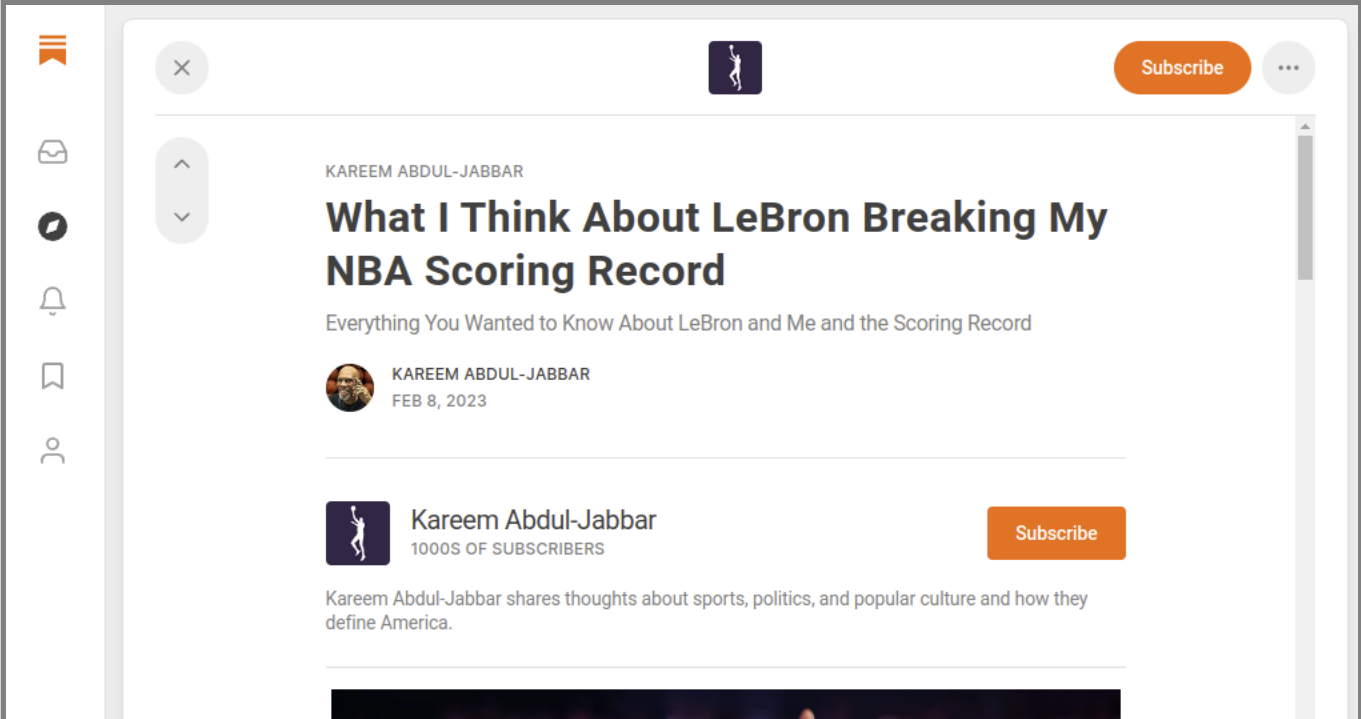 Subscribe
KAREEM ABDUL-JABBAR
What I Think About LeBron Breaking My
NBA Scoring Record
Everything You Wanted to Know About LeBron and Me and the Scoring Record
KAREEM ABDUL-JABBAR
FEB 8, 2023
Kareem Abdul-Jabbar
1000S OF SUBSCRIBERS
Subscribe
Kareem Abdul-Jabbar shares thoughts about sports, politics, and popular culture and how they
define America.